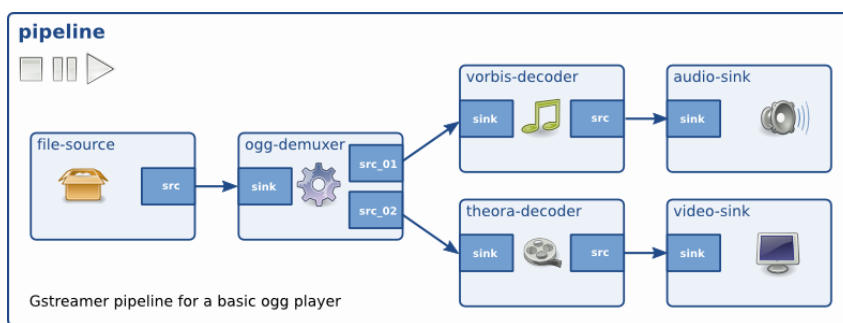 pipeline
vorbis-decoder
audio-sink
sink
src
sink
file-source
ogg-demuxer
src
sink
src_01
src_02
theora-decoder
video-sink
sink
src
sink
Gstreamer pipeline for a basic ogg player